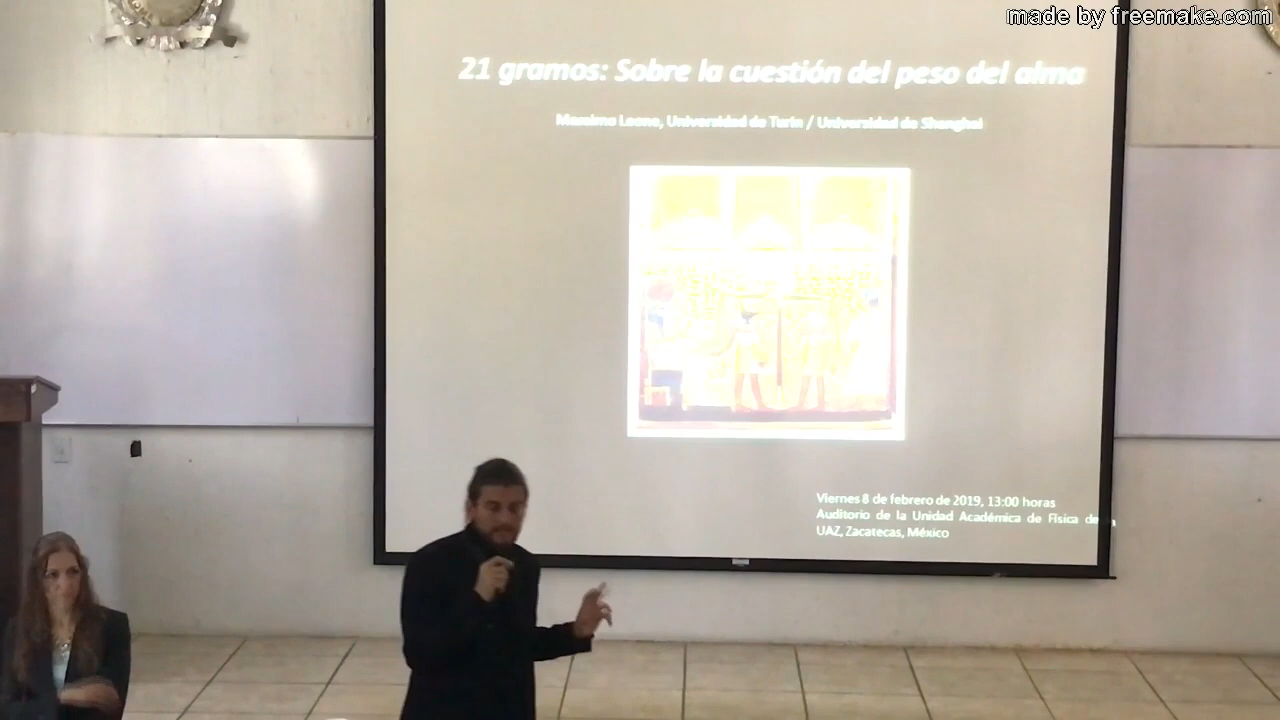 made by freemake.com
21 gramos: Sobre la cuestión del peso del alma
Massimo Leone, Universidad de Turín / Universidad de Shanghai
Viernes 8 de febrero de 2019, 13:00 horas
Auditorio de la Unidad Académica de Física de
UAZ, Zacatecas, México